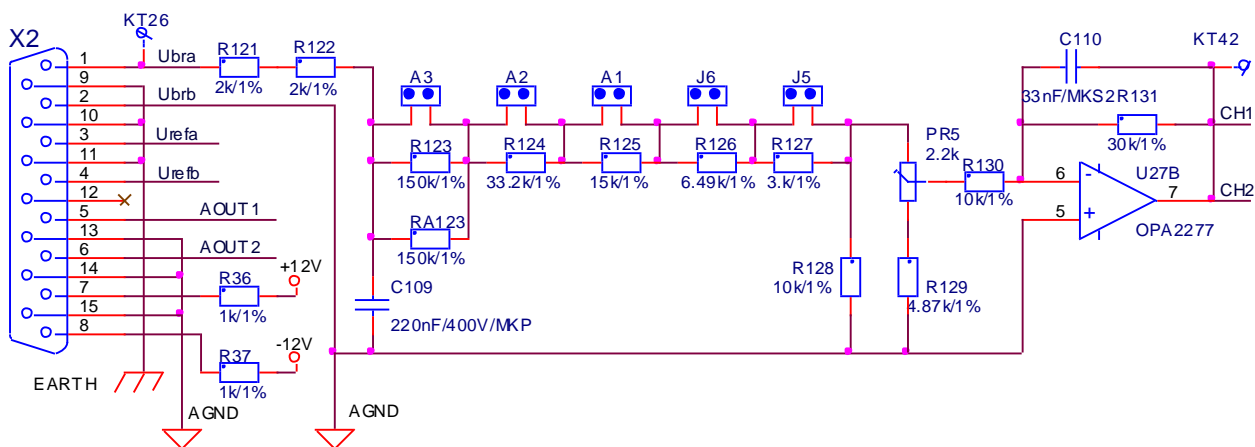 X2
KT26
1
9
2
10
3
11
4
12
5
13
6
14
7
15
8
Ubra
Ubrb
Urefa
Urefb
AOUT1
AOUT2
+12V
-12V
R36
1k/1%
R37
1k/1%
EARTH
AGND
AGND
R121
2k/1%
R122
2k/1%
A3
A2
A1
J6
J5
R123
150k/1%
R124
33.2k/1%
R125
15k/1%
R126
6.49k/1%
R127
3.k/1%
RA123
150k/1%
C109
220nF/400V/MKP
R128
10k/1%
PR5
2.2k
R129
4.87k/1%
R130
10k/1%
C110
33nF/MKS2
R131
30k/1%
KT42
CH1
CH2
6
5
7
-
+
U27B
OPA2277